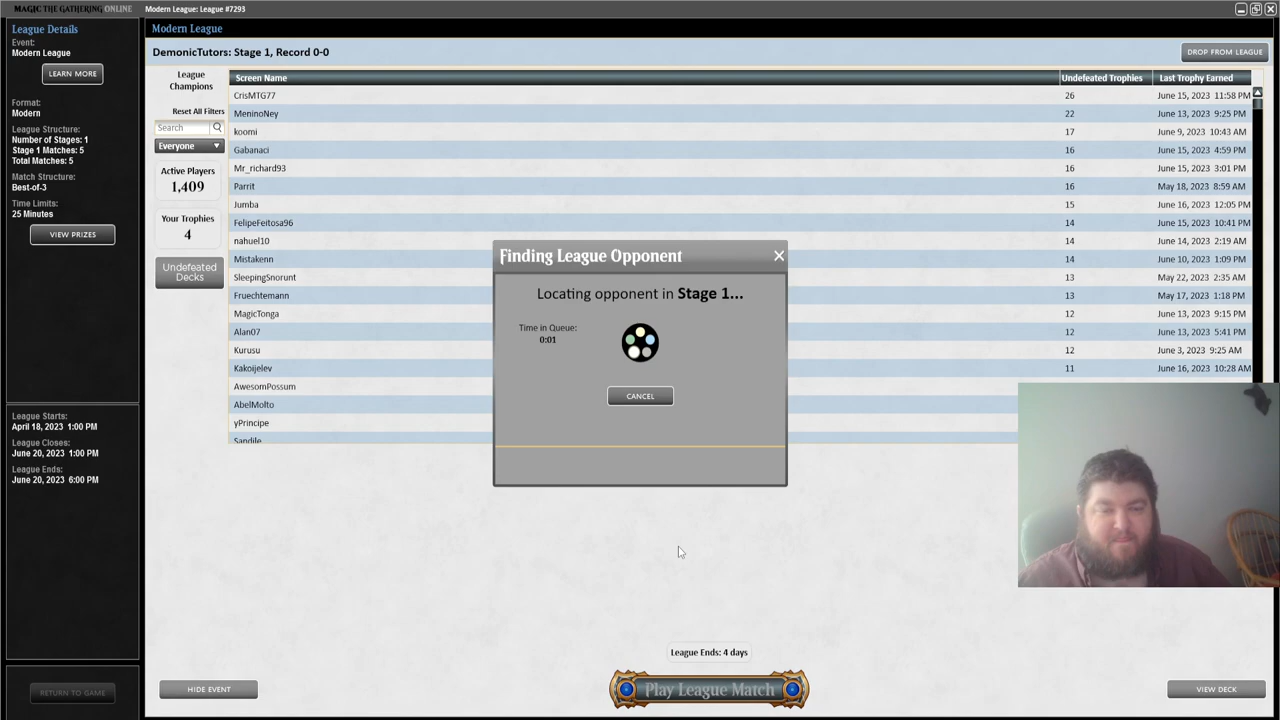 MAGIC THE GATHERING ONLINE
Modern League: League #7293
League Details
Event:
Modern League
LEARN MORE
Format:
Modern
League Structure:
Number of Stages: 1
Stage 1 Matches: 5
Total Matches: 5
Match Structure:
Best-of-3
Time Limits:
25 Minutes
VIEW PRIZES
League Starts:
April 18, 2023 1:00 PM
League Closes:
June 20, 2023 1:00 PM
League Ends:
June 20, 2023 6:00 PM
RETURN TO GAME
Modern League
DemonicTutors: Stage 1, Record 0-0
DROP FROM LEAGUE
League
Champions
Reset All Filters
Search
Everyone
Active Players
1,409
Your Trophies
4
Undefeated
Decks
Screen Name Undefeated Trophies Last Trophy Earned
CrisMTG77 26 June 15, 2023 11:58 PM
MeninoNey 22 June 13, 2023 9:25 PM
koomi 17 June 9, 2023 10:43 AM
Gabanaci 16 June 15, 2023 4:59 PM
Mr_richard93 16 June 15, 2023 3:01 PM
Parrit 16 May 18, 2023 8:59 AM
Jumba 15 June 16, 2023 12:05 PM
FelipeFeitosa96 14 June 15, 2023 10:41 PM
nahuel10 14 June 14, 2023 2:19 AM
Mistakenn 14 June 10, 2023 1:09 PM
SleepingSnorunt 13 May 22, 2023 2:35 AM
Fruechtemann 13 May 17, 2023 1:18 PM
MagicTonga 12 June 13, 2023 9:15 PM
Alan07 12 June 13, 2023 5:41 PM
Kurusu 12 June 3, 2023 9:25 AM
Kakoijelev 11 June 16, 2023 10:28 AM
AwesomPossum
AbelMolto
yPrincipe
Sandile
Finding League Opponent
Locating opponent in Stage 1...
Time in Queue:
0:01
CANCEL
League Ends: 4 days
HIDE EVENT
Play League Match
VIEW DECK